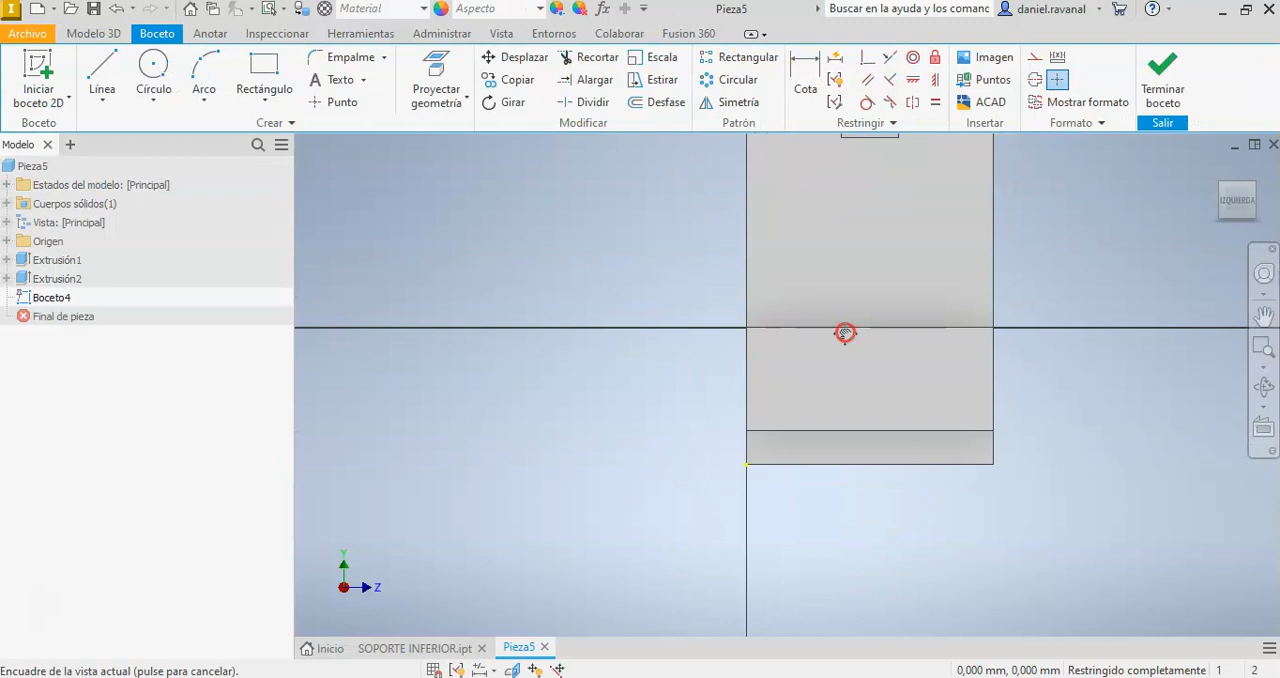 Material Aspecto Pieza5 Buscar en la ayuda y los comanc daniel.ravanal
Archivo Modelo 3D Boceto Anotar Inspeccionar Herramientas Administrar Vista Entornos Colaborar Fusion 360
Iniciar boceto 2D Línea Círculo Arco Rectángulo Empalme Texto Punto Proyectar geometría Desplazar Copiar Girar Recortar Alargar Dividir Escala Estirar Desfase Rectangular Circular Simetría Cota Imagen Puntos ACAD Mostrar formato Terminar boceto
Boceto Crear Modificar Patrón Restringir Insertar Formato Salir
Modelo
Pieza5
Estados del modelo: [Principal]
Cuerpos sólidos(1)
Vista: [Principal]
Origen
Extrusión1
Extrusión2
Boceto4
Final de pieza
IZQUIERDA
Y
Z
Inicio SOPORTE INFERIOR.ipt Pieza5
Encuadre de la vista actual (pulse para cancelar). 0,000 mm, 0,000 mm Restringido completamente 1 2